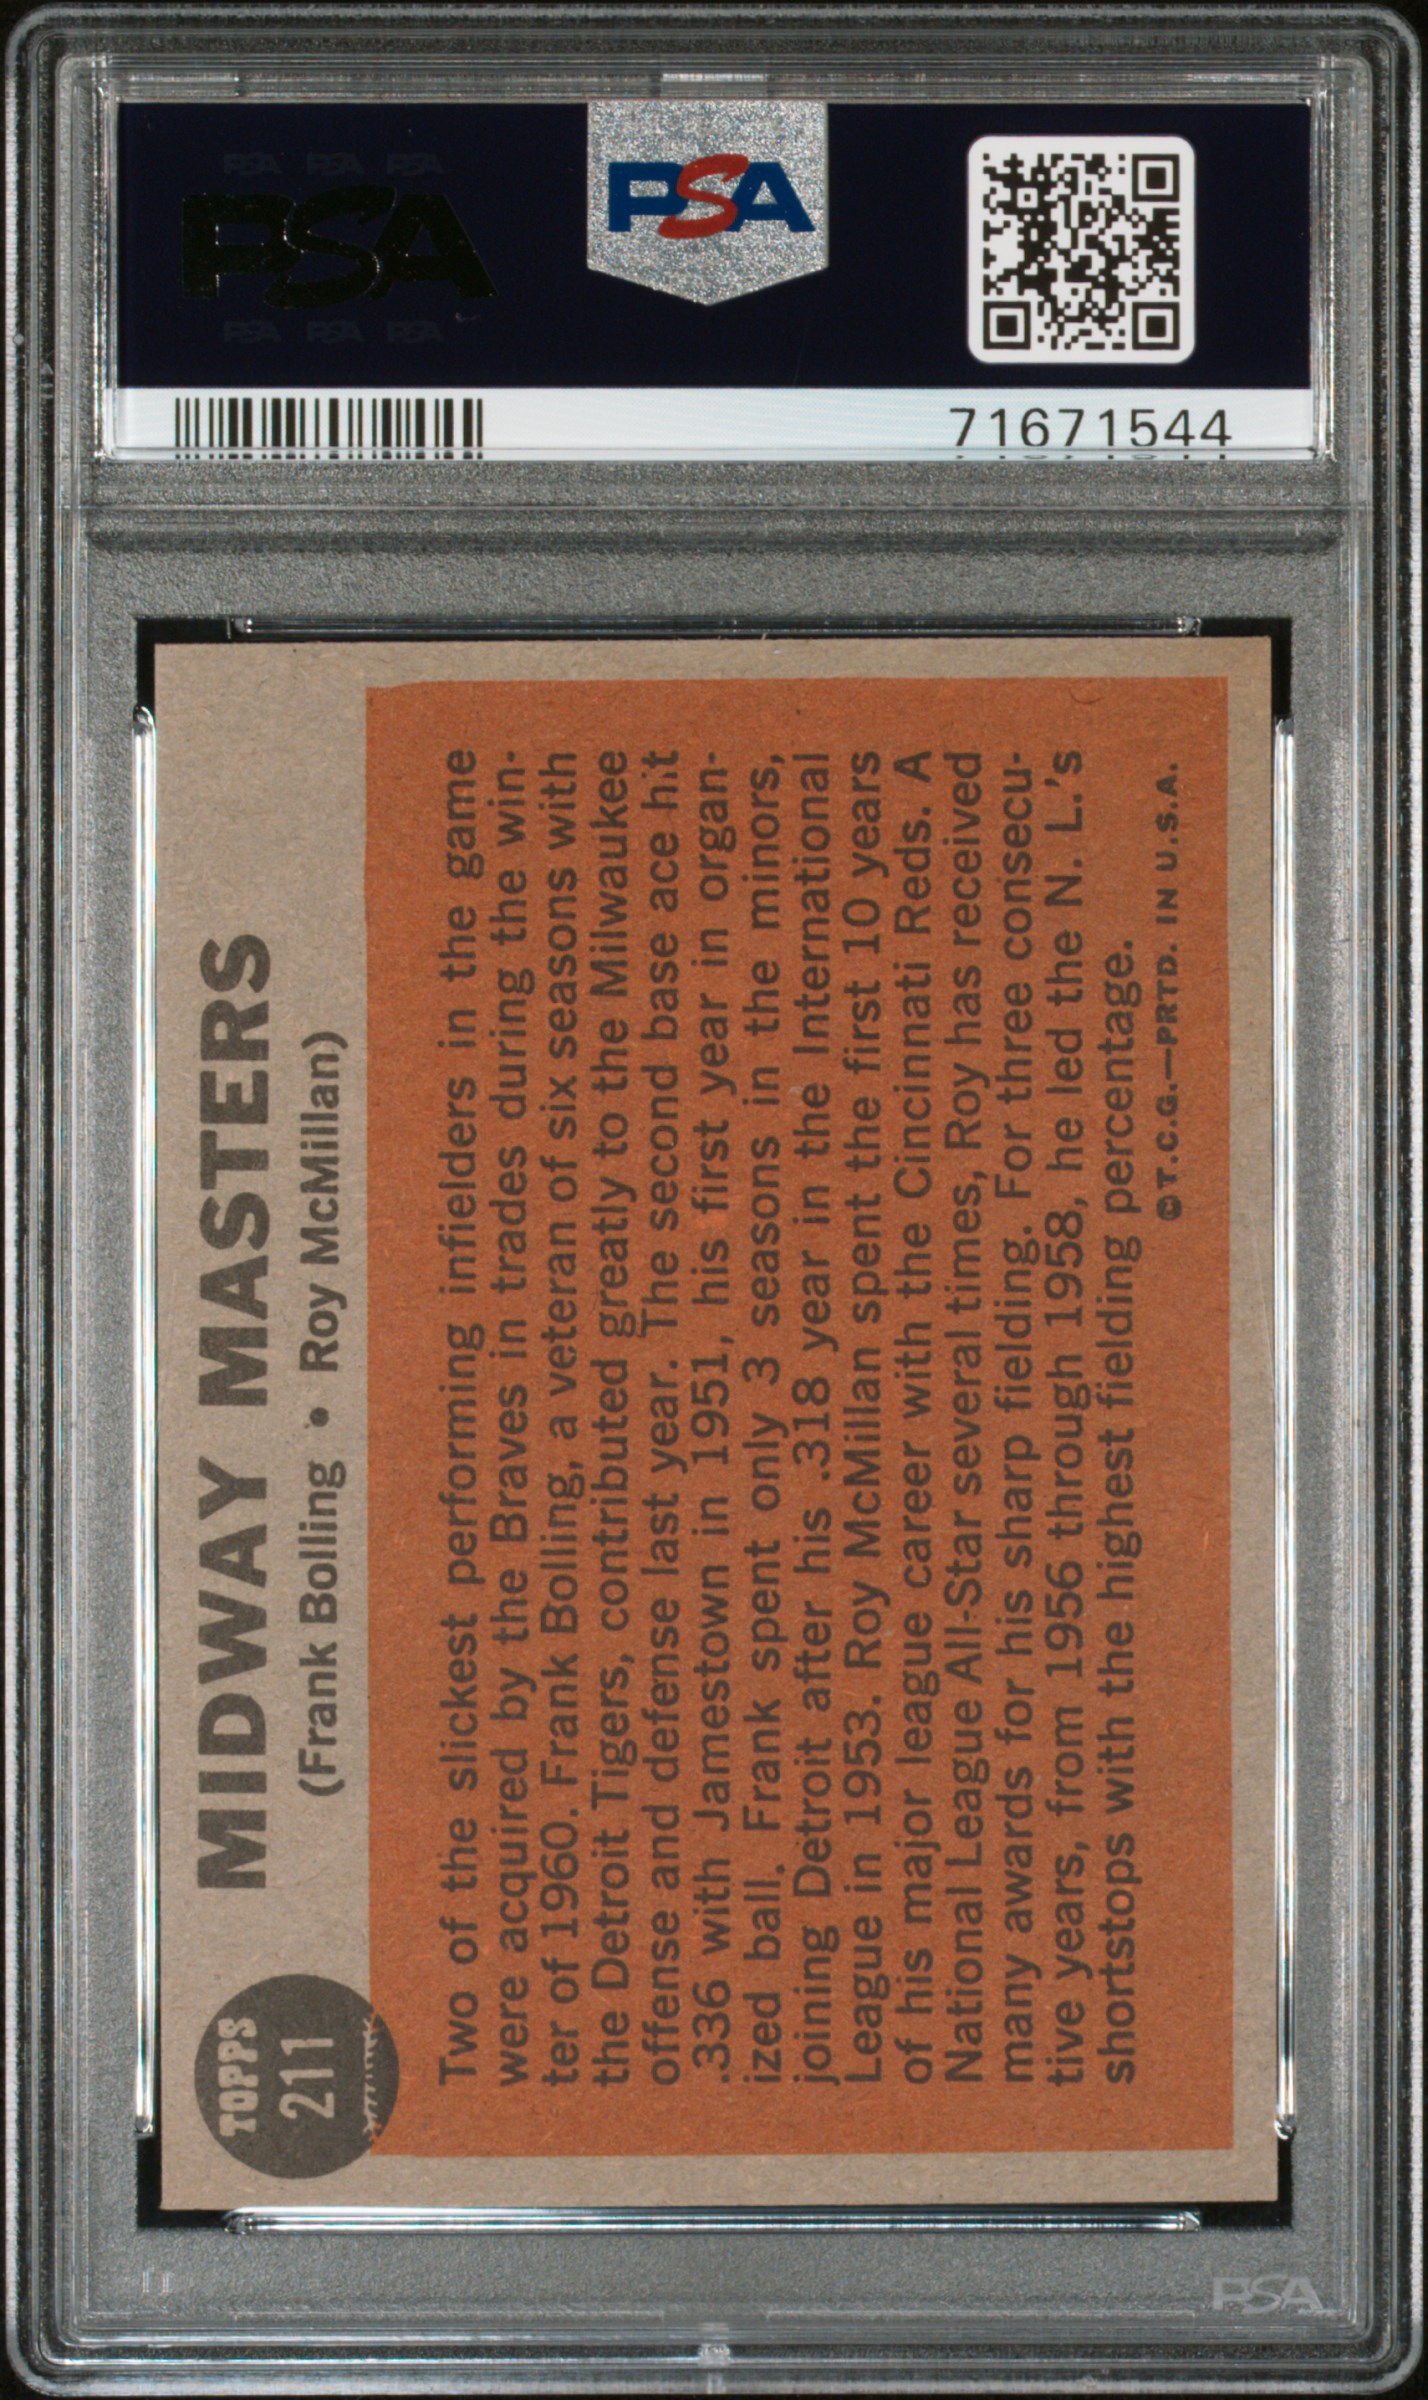 PSA PSA PSA
PSA
PSA PSA PSA
PSA
71671544
TOPPS
211
MIDWAY MASTERS
(Frank Bolling • Roy McMillan)
Two of the slickest performing infielders in the game
were acquired by the Braves in trades during the win-
ter of 1960. Frank Bolling, a veteran of six seasons with
the Detroit Tigers, contributed greatly to the Milwaukee
offense and defense last year. The second base ace hit
.336 with Jamestown in 1951, his first year in organ-
ized ball. Frank spent only 3 seasons in the minors,
joining Detroit after his .318 year in the International
League in 1953. Roy McMillan spent the first 10 years
of his major league career with the Cincinnati Reds. A
National League All-Star several times, Roy has received
many awards for his sharp fielding. For three consecu-
tive years, from 1956 through 1958, he led the N. L.'s
shortstops with the highest fielding percentage.
©T.C.G.—PRTD. IN U.S.A.
PSA